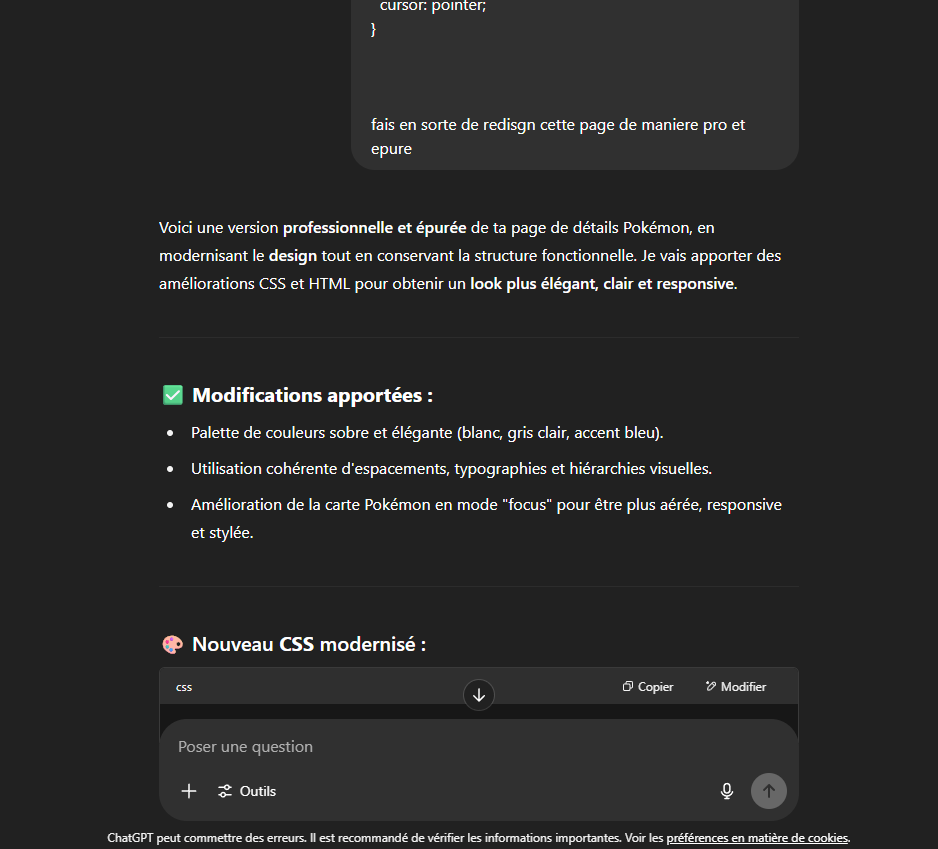 cursor: pointer;
}
fais en sorte de redisgn cette page de maniere pro et
epure
Voici une version professionnelle et épurée de ta page de détails Pokémon, en
modernisant le design tout en conservant la structure fonctionnelle. Je vais apporter des
améliorations CSS et HTML pour obtenir un look plus élégant, clair et responsive.
✅ Modifications apportées :
• Palette de couleurs sobre et élégante (blanc, gris clair, accent bleu).
• Utilisation cohérente d'espacements, typographies et hiérarchies visuelles.
• Amélioration de la carte Pokémon en mode "focus" pour être plus aérée, responsive
et stylée.
🎨 Nouveau CSS modernisé :
css Copier Modifier
Poser une question
Outils
ChatGPT peut commettre des erreurs. Il est recommandé de vérifier les informations importantes. Voir les préférences en matière de cookies.